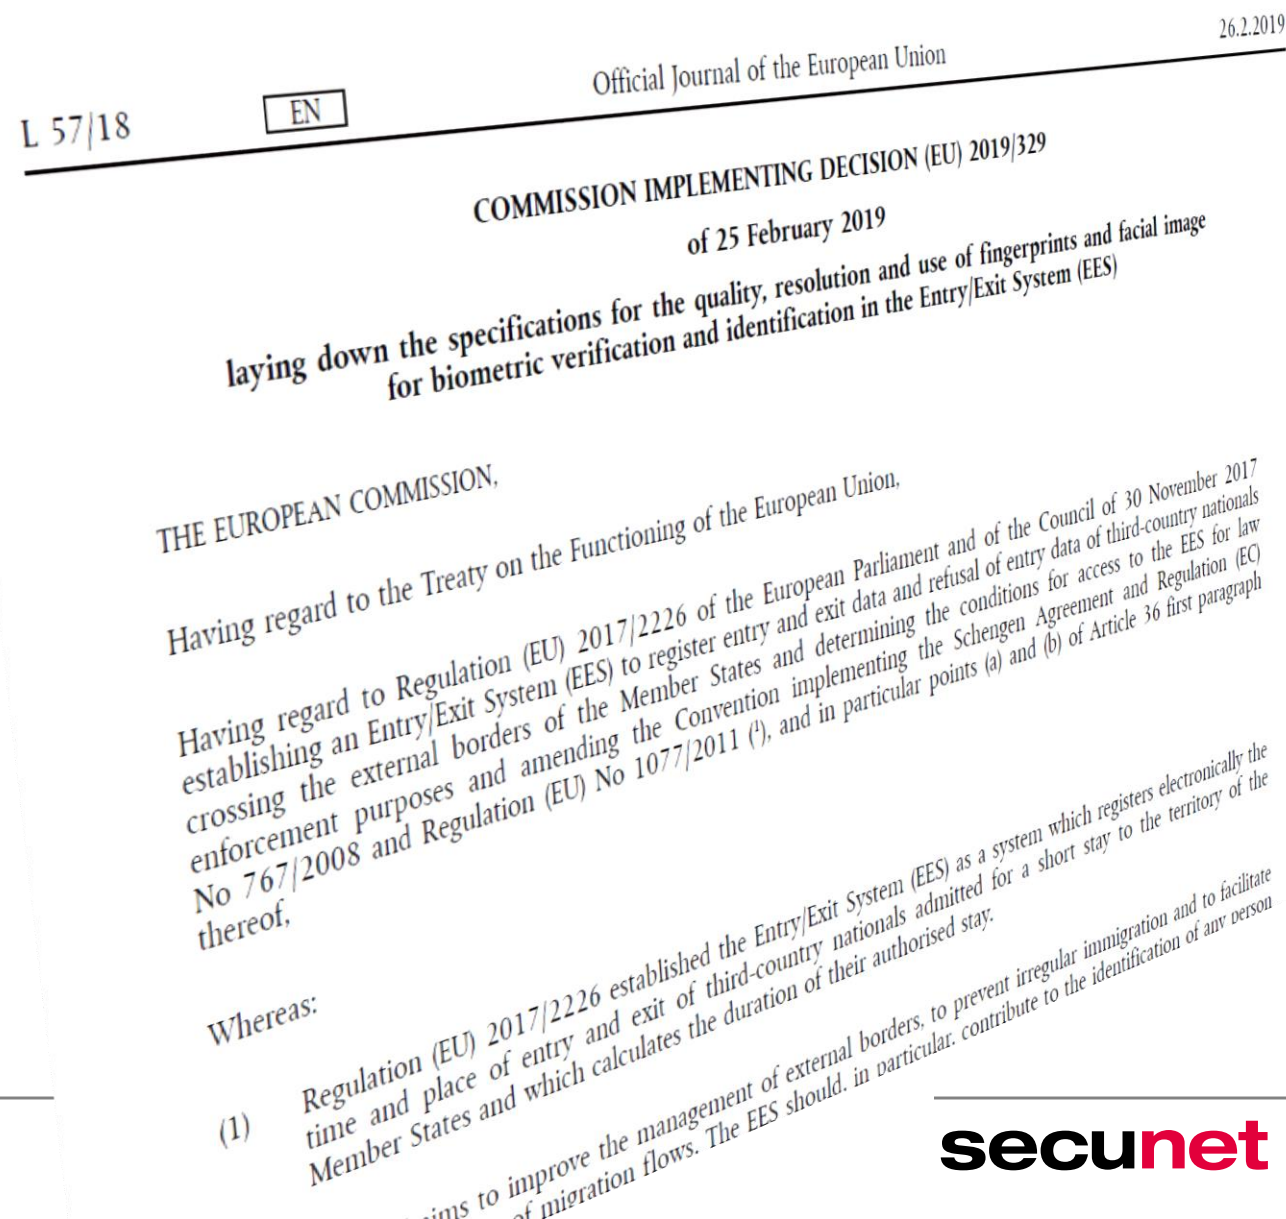 26.2.2019
L 57/18
EN
Official Journal of the European Union
COMMISSION IMPLEMENTING DECISION (EU) 2019/329
of 25 February 2019
laying down the specifications for the quality, resolution and use of fingerprints and facial image
for biometric verification and identification in the Entry/Exit System (EES)
THE EUROPEAN COMMISSION,
Having regard to the Treaty on the Functioning of the European Union,
Having regard to Regulation (EU) 2017/2226 of the European Parliament and of the Council of 30 November 2017
establishing an Entry/Exit System (EES) to register entry and exit data and refusal of entry data of third-country nationals
crossing the external borders of the Member States and determining the conditions for access to the EES for law
enforcement purposes and amending the Convention implementing the Schengen Agreement and Regulation (EC)
No 767/2008 and Regulation (EU) No 1077/2011 (¹), and in particular points (a) and (b) of Article 36 first paragraph
thereof,
Whereas:
(1) Regulation (EU) 2017/2226 established the Entry/Exit System (EES) as a system which registers electronically the
time and place of entry and exit of third-country nationals admitted for a short stay to the territory of the
Member States and which calculates the duration of their authorised stay.
to improve the management of external borders, to prevent irregular immigration and to facilitate
of migration flows. The EES should, in particular, contribute to the identification of any person
secunet